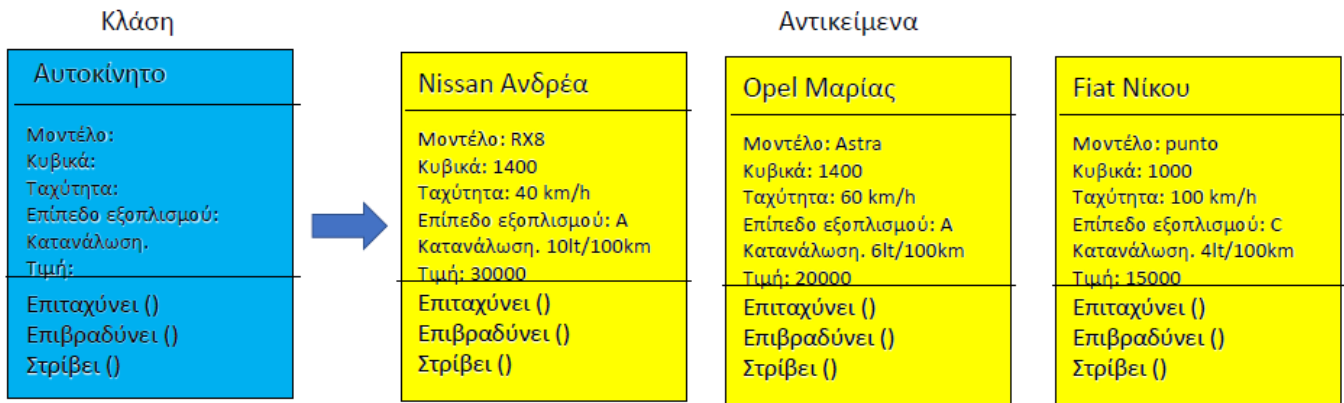 Κλάση
Αντικείμενα
Αυτοκίνητο
Μοντέλο:
Κυβικά:
Ταχύτητα:
Επίπεδο εξοπλισμού:
Κατανάλωση.
Τιμή:
Επιταχύνει ()
Επιβραδύνει ()
Στρίβει ()
Nissan Ανδρέα
Μοντέλο: RX8
Κυβικά: 1400
Ταχύτητα: 40 km/h
Επίπεδο εξοπλισμού: A
Κατανάλωση. 10lt/100km
Τιμή: 30000
Επιταχύνει ()
Επιβραδύνει ()
Στρίβει ()
Opel Μαρίας
Μοντέλο: Astra
Κυβικά: 1400
Ταχύτητα: 60 km/h
Επίπεδο εξοπλισμού: A
Κατανάλωση. 6lt/100km
Τιμή: 20000
Επιταχύνει ()
Επιβραδύνει ()
Στρίβει ()
Fiat Νίκου
Μοντέλο: punto
Κυβικά: 1000
Ταχύτητα: 100 km/h
Επίπεδο εξοπλισμού: C
Κατανάλωση. 4lt/100km
Τιμή: 15000
Επιταχύνει ()
Επιβραδύνει ()
Στρίβει ()